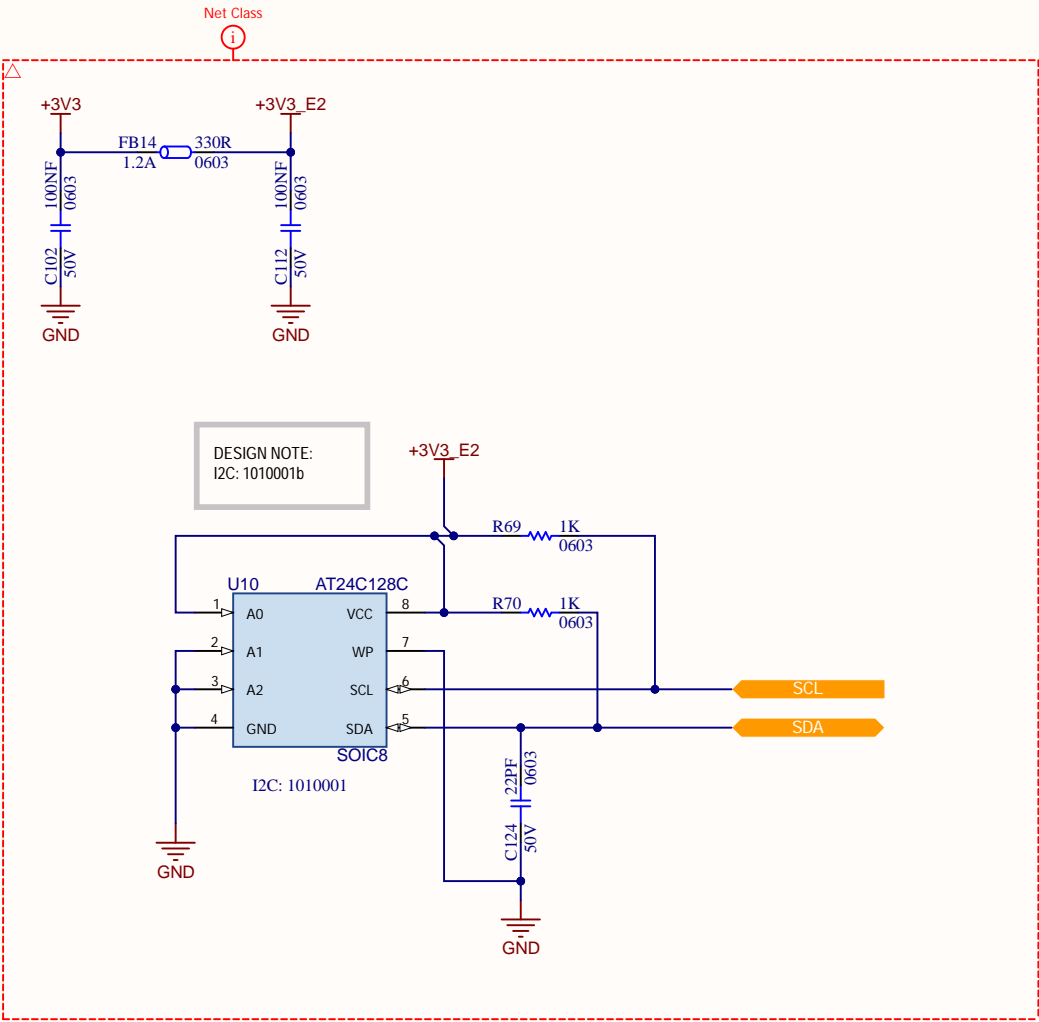 Net Class
i
+3V3
+3V3_E2
FB14
330R
1.2A
0603
100NF
0603
C102
50V
100NF
0603
C112
50V
GND
GND
DESIGN NOTE:
I2C: 1010001b
+3V3_E2
R69
1K
0603
U10
AT24C128C
R70
1K
0603
1
A0
VCC
8
2
A1
WP
7
3
A2
SCL
6
SCL
4
GND
SDA
5
SDA
SOIC8
I2C: 1010001
22PF
0603
C124
50V
GND
GND